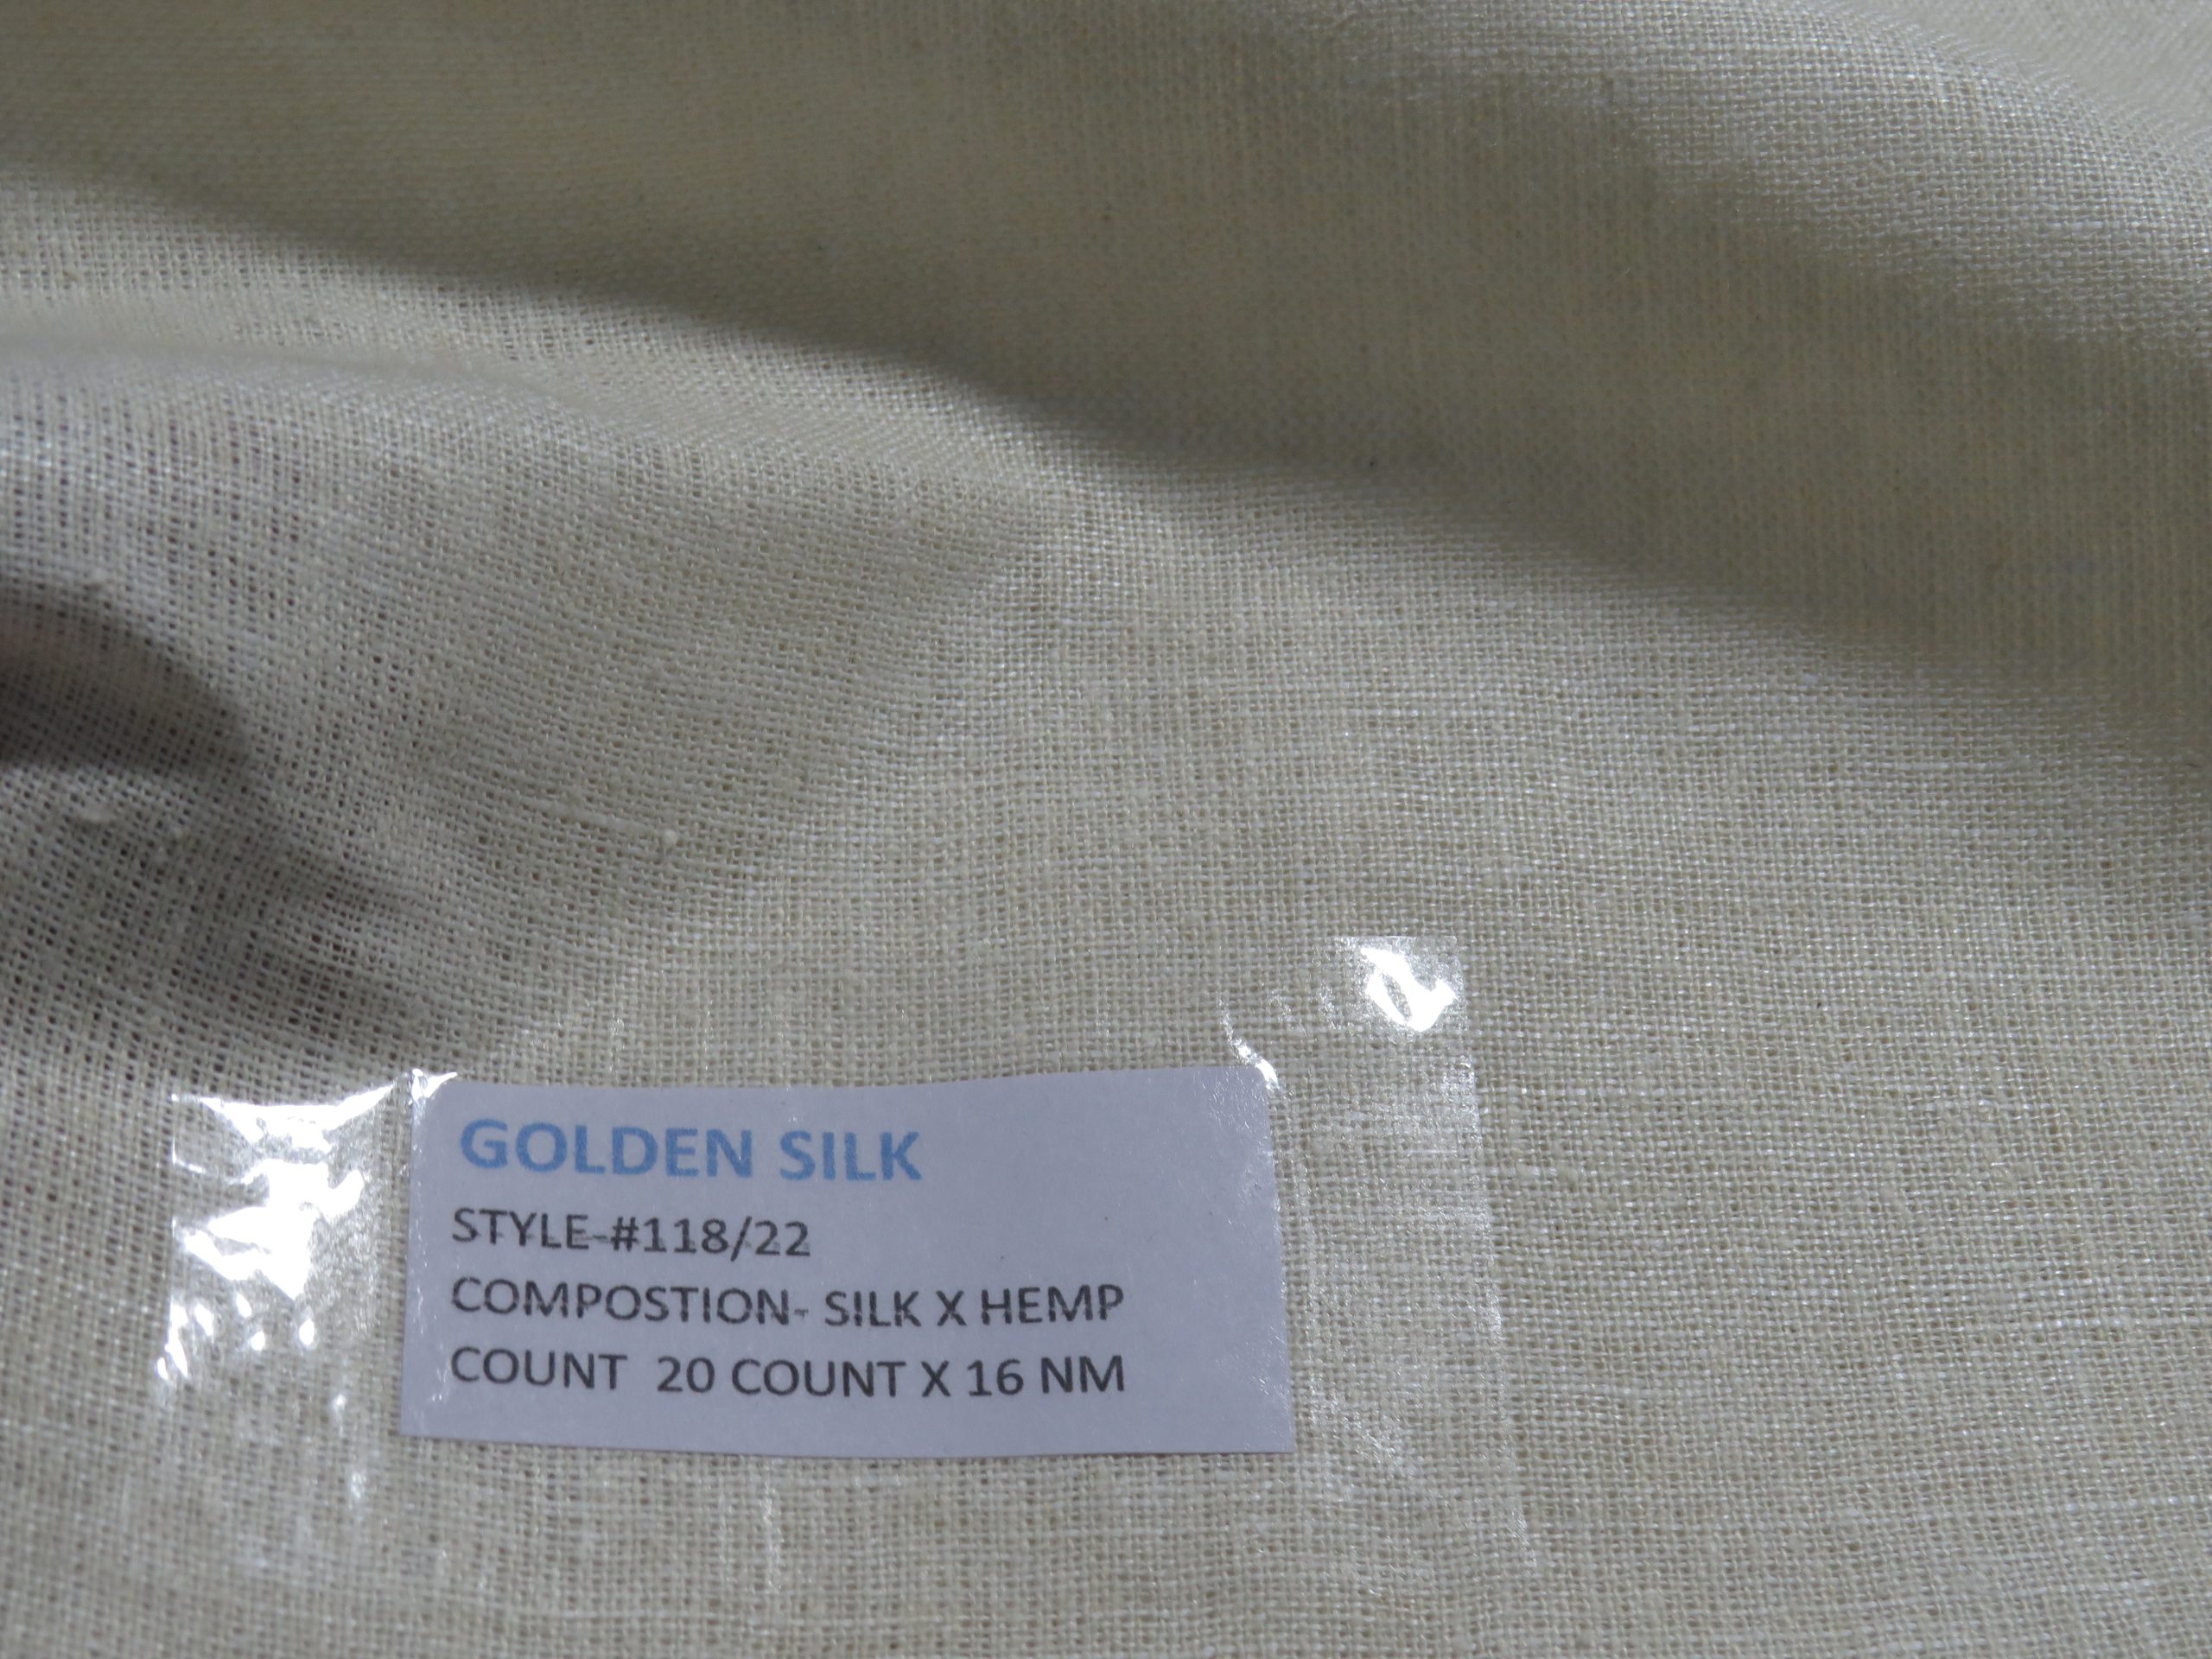 GOLDEN SILK
STYLE-#118/22
COMPOSTION- SILK X HEMP
COUNT 20 COUNT X 16 NM